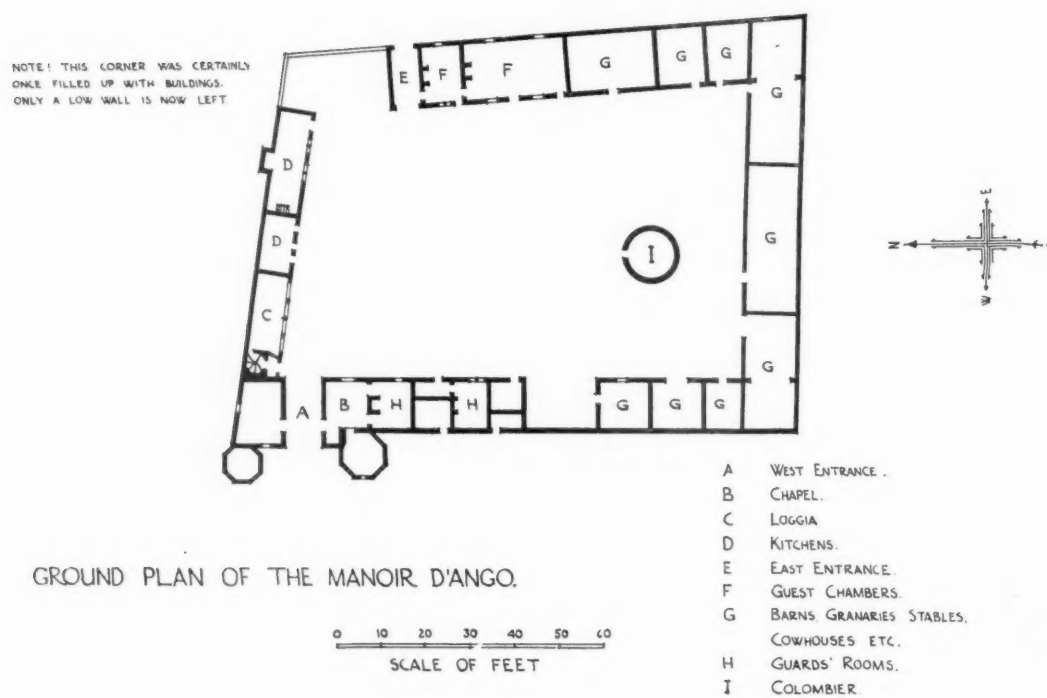 NOTE! THIS CORNER WAS CERTAINLY
ONCE FILLED UP WITH BUILDINGS.
ONLY A LOW WALL IS NOW LEFT.
E
F
F
G
G
G
G
D
D
C
I
G
G
A
B
H
H
G
G
G
N
E
W
A WEST ENTRANCE.
B CHAPEL.
C LOGGIA
D KITCHENS.
E EAST ENTRANCE.
F GUEST CHAMBERS.
G BARNS GRANARIES STABLES,
COWHOUSES ETC.
H GUARDS' ROOMS.
I COLOMBIER.
GROUND PLAN OF THE MANOIR D'ANGO.
0 10 20 30 40 50 60
SCALE OF FEET